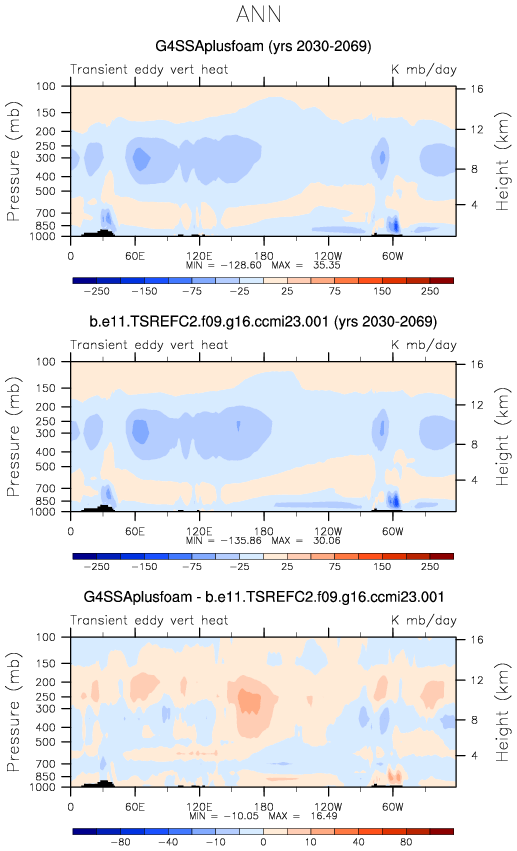 ANN
G4SSAplusfoam (yrs 2030-2069)
Transient eddy vert heat K mb/day
Pressure (mb)
100
150
200
250
300
400
500
700
850
1000
16
12
8
4
Height (km)
0 60E 120E 180 120W 60W
MIN = -128.60 MAX = 35.35
-250 -150 -75 -25 0 25 75 150 250
b.e11.TSREFC2.f09.g16.ccmi23.001 (yrs 2030-2069)
Transient eddy vert heat K mb/day
Pressure (mb)
100
150
200
250
300
400
500
700
850
1000
16
12
8
4
Height (km)
0 60E 120E 180 120W 60W
MIN = -135.86 MAX = 30.06
-250 -150 -75 -25 0 25 75 150 250
G4SSAplusfoam - b.e11.TSREFC2.f09.g16.ccmi23.001
Transient eddy vert heat K mb/day
Pressure (mb)
100
150
200
250
300
400
500
700
850
1000
16
12
8
4
Height (km)
0 60E 120E 180 120W 60W
MIN = -10.05 MAX = 16.49
-80 -40 -10 0 10 40 80